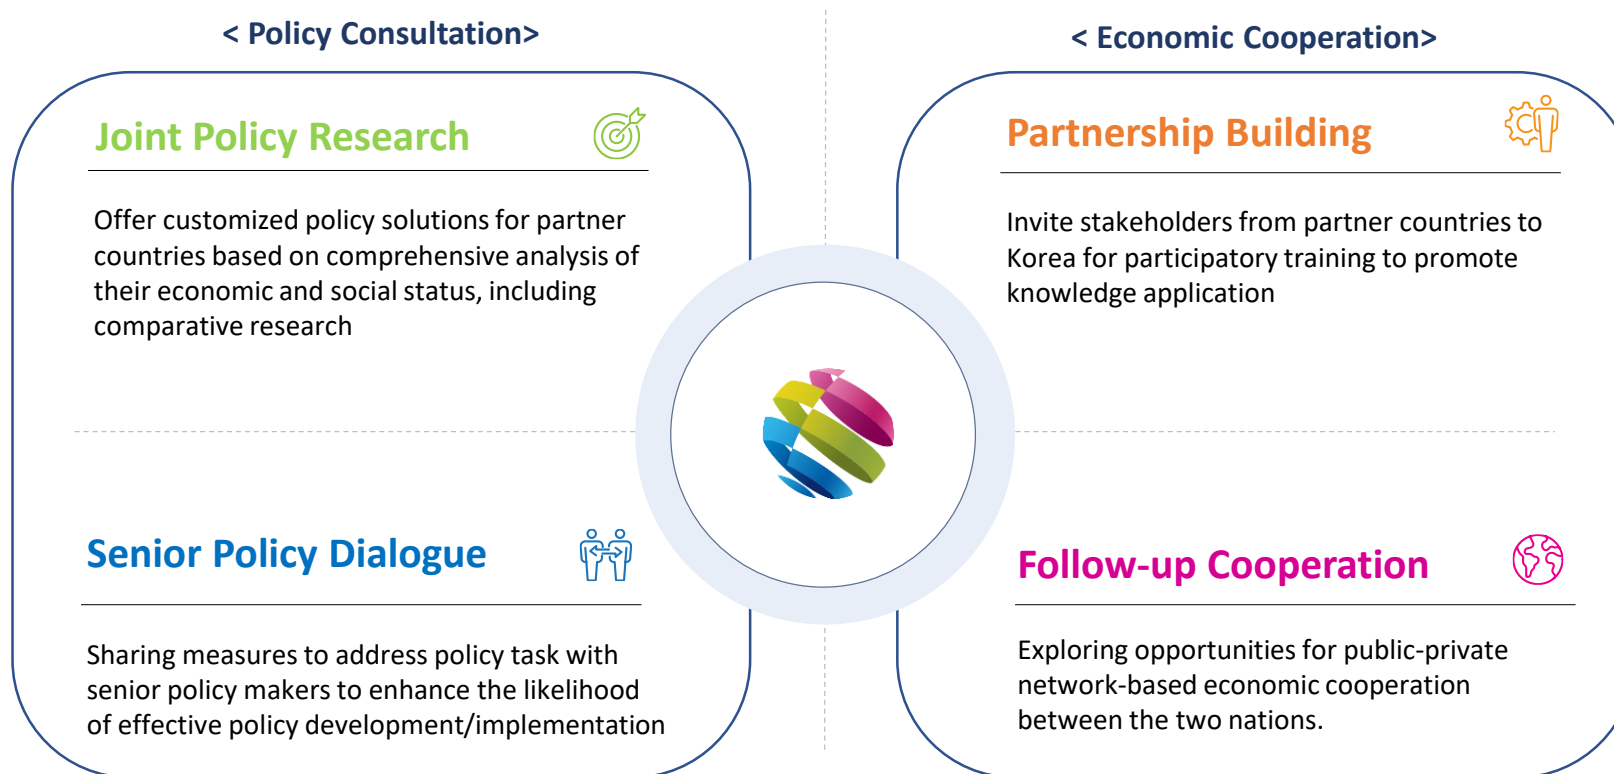 < Policy Consultation>
Joint Policy Research
Offer customized policy solutions for partner
countries based on comprehensive analysis of
their economic and social status, including
comparative research
Senior Policy Dialogue
Sharing measures to address policy task with
senior policy makers to enhance the likelihood
of effective policy development/implementation
< Economic Cooperation>
Partnership Building
Invite stakeholders from partner countries to
Korea for participatory training to promote
knowledge application
Follow-up Cooperation
Exploring opportunities for public-private
network-based economic cooperation
between the two nations.